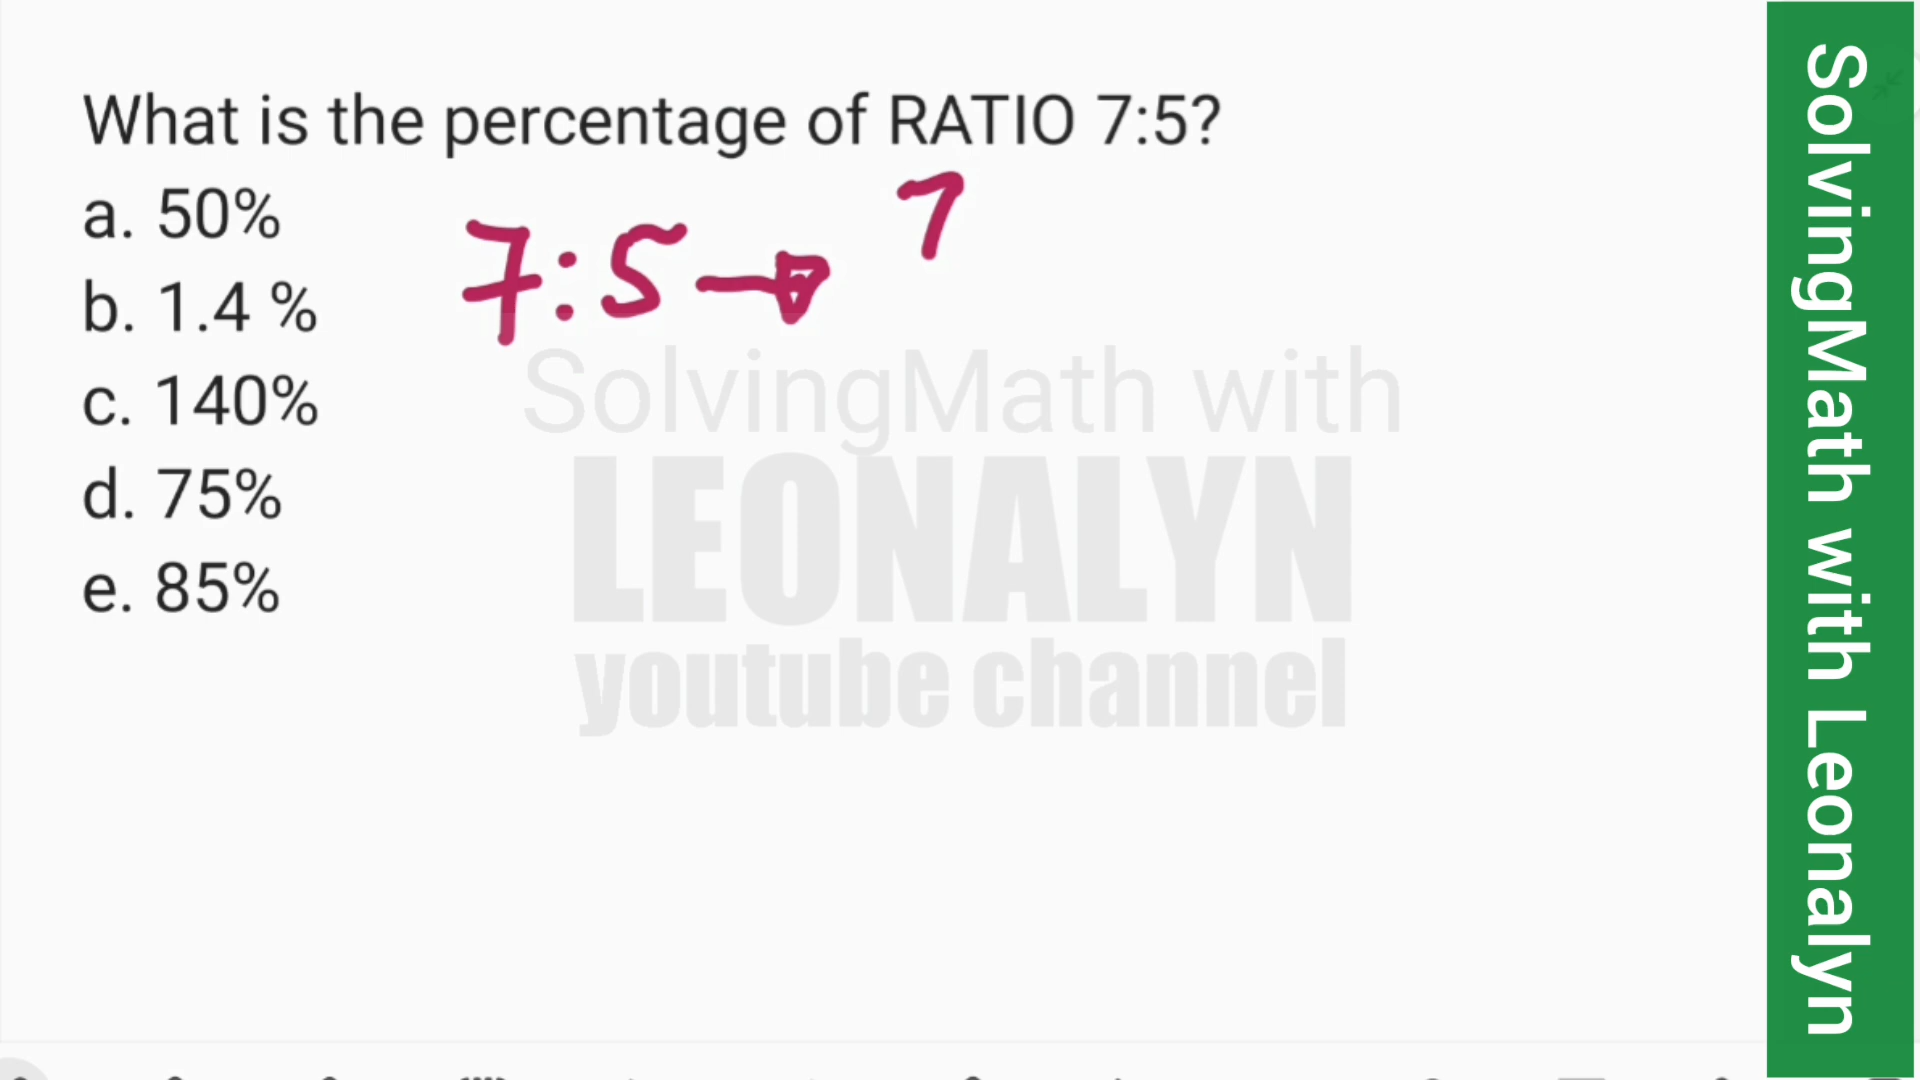 What is the percentage of RATIO 7:5?
a. 50%
b. 1.4 %
c. 140%
d. 75%
e. 85%
7:5→ 7
SolvingMath with
LEONALYN
youtube channel
SolvingMath with Leonalyn